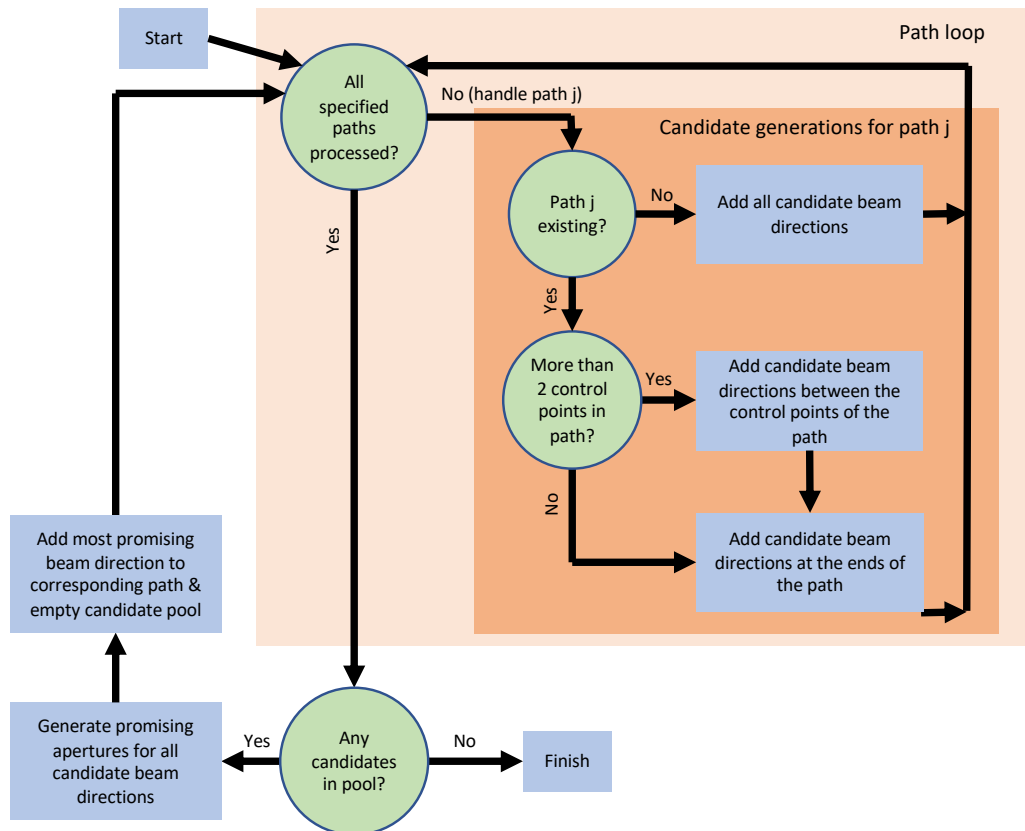 Start
Path loop
All
specified
paths
processed?
No (handle path j)
Candidate generations for path j
Path j
existing?
No
Add all candidate beam
directions
Yes
Yes
More than
2 control
points in
path?
Yes
Add candidate beam
directions between the
control points of the
path
No
Add candidate beam
directions at the ends of
the path
Add most promising
beam direction to
corresponding path &
empty candidate pool
Generate promising
apertures for all
candidate beam
directions
Yes
Any
candidates
in pool?
No
Finish